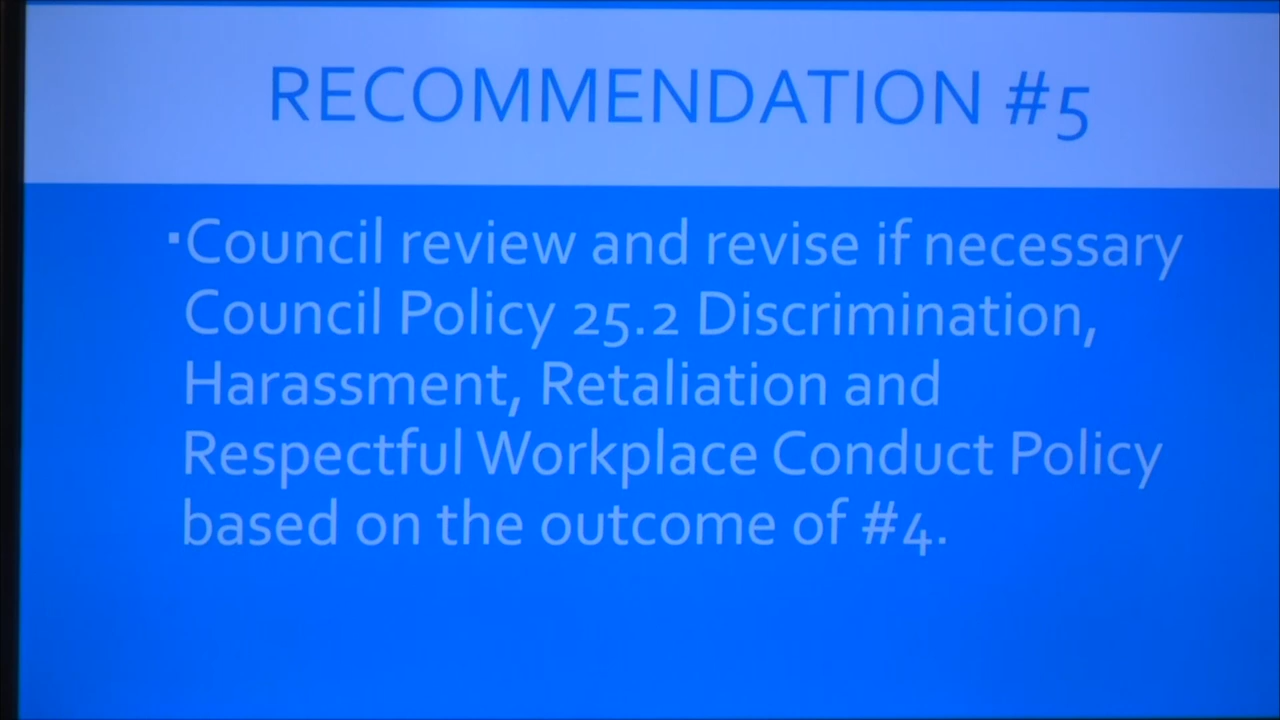 RECOMMENDATION #5
▪Council review and revise if necessary
Council Policy 25.2 Discrimination,
Harassment, Retaliation and
Respectful Workplace Conduct Policy
based on the outcome of #4.